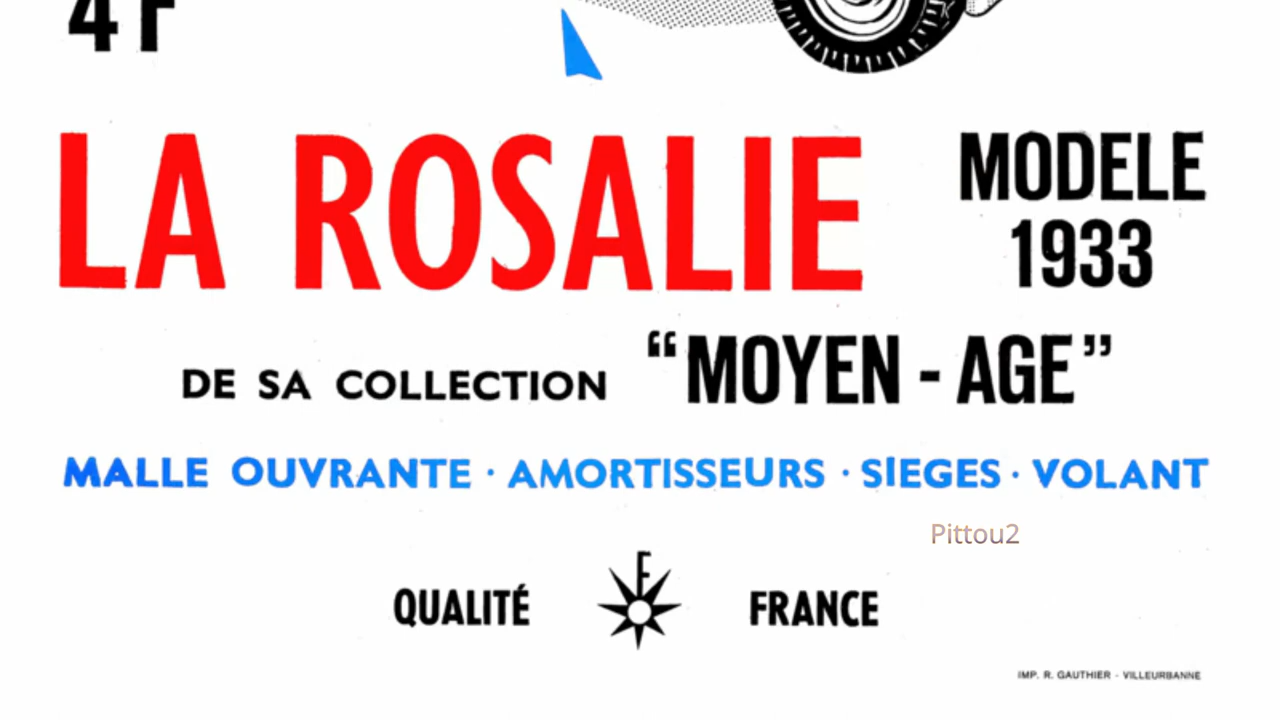 4 F
LA ROSALIE
MODELE
1933
DE SA COLLECTION “MOYEN - AGE”
MALLE OUVRANTE · AMORTISSEURS · SIEGES · VOLANT
Pittou2
QUALITÉ F FRANCE
IMP. R. GAUTHIER - VILLEURBANNE